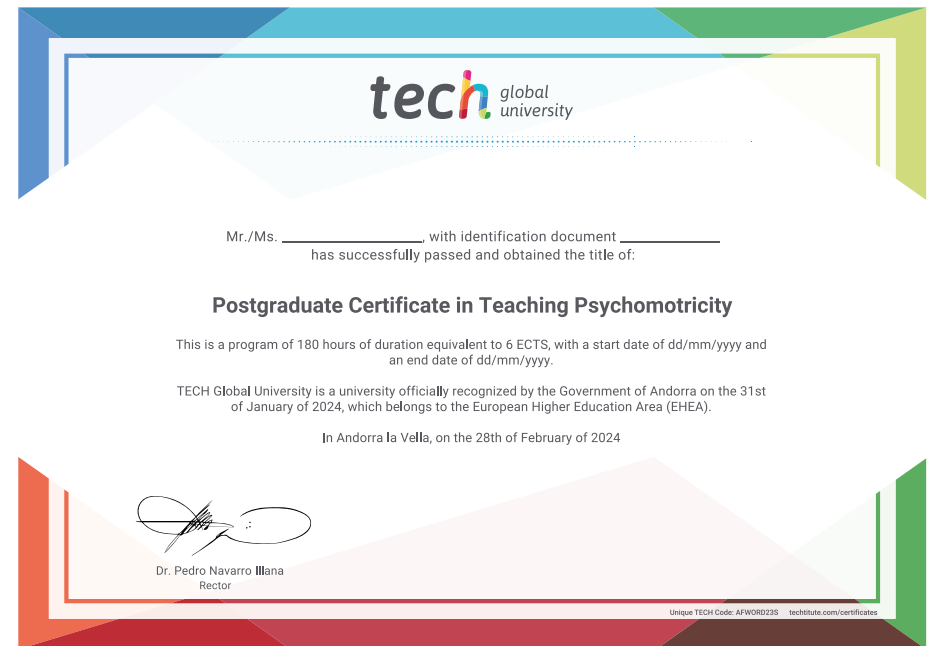 tech global
university
Mr./Ms. ____________, with identification document ____________
has successfully passed and obtained the title of:
Postgraduate Certificate in Teaching Psychomotricity
This is a program of 180 hours of duration equivalent to 6 ECTS, with a start date of dd/mm/yyyy and
an end date of dd/mm/yyyy.
TECH Global University is a university officially recognized by the Government of Andorra on the 31st
of January of 2024, which belongs to the European Higher Education Area (EHEA).
In Andorra la Vella, on the 28th of February of 2024
Dr. Pedro Navarro Illana
Rector
Unique TECH Code: AFWORD23S techtitute.com/certificates